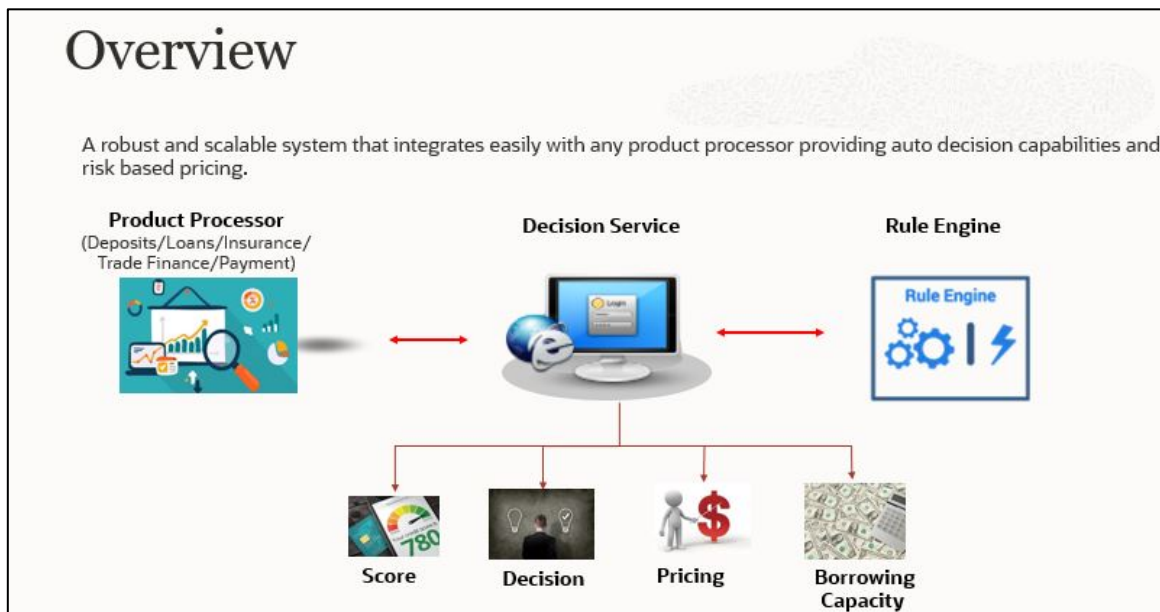 Overview
A robust and scalable system that integrates easily with any product processor providing auto decision capabilities and
risk based pricing.
Product Processor
(Deposits/Loans/Insurance/
Trade Finance/Payment)
Decision Service
Rule Engine
Login
Rule Engine
780
Score
Decision
Pricing
Borrowing
Capacity